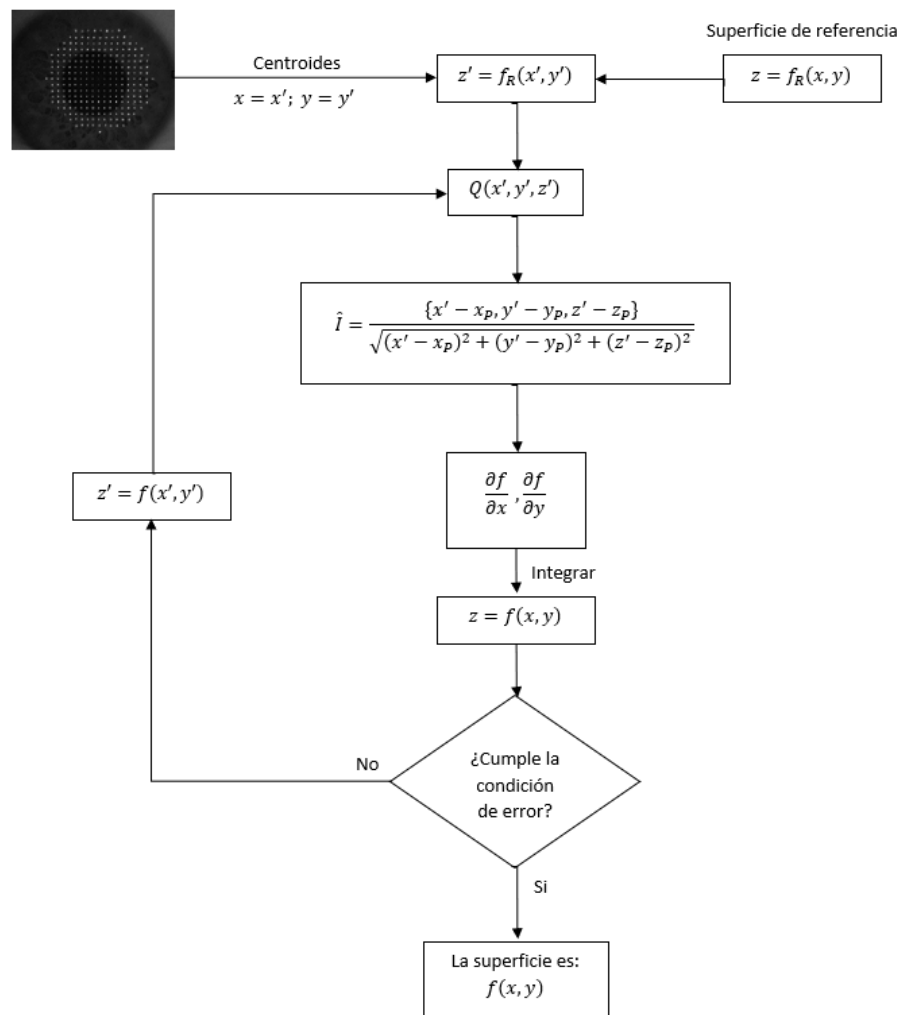 Superficie de referencia
Centroides
x = x′; y = y′
z′ = f_R(x′, y′)
z = f_R(x, y)
Q(x′, y′, z′)
Î = {x′ − x_P, y′ − y_P, z′ − z_P} / √((x′ − x_P)² + (y′ − y_P)² + (z′ − z_P)²)
z′ = f(x′, y′)
∂f/∂x , ∂f/∂y
Integrar
z = f(x, y)
No
¿Cumple la
condición
de error?
Si
La superficie es:
f(x, y)